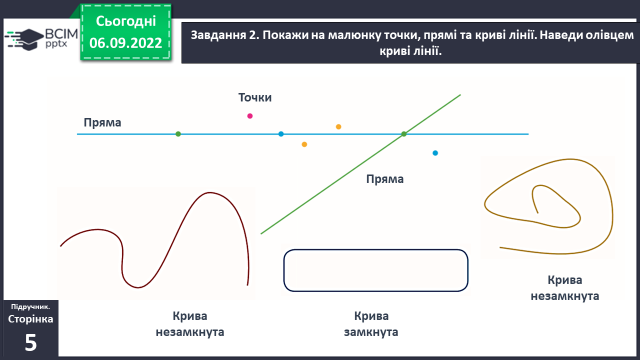 ВСІМ
pptx
Сьогодні
06.09.2022
Завдання 2. Покажи на малюнку точки, прямі та криві лінії. Наведи олівцем
криві лінії.
Точки
Пряма
Пряма
Крива
незамкнута
Крива
замкнута
Крива
незамкнута
Підручник.
Сторінка
5